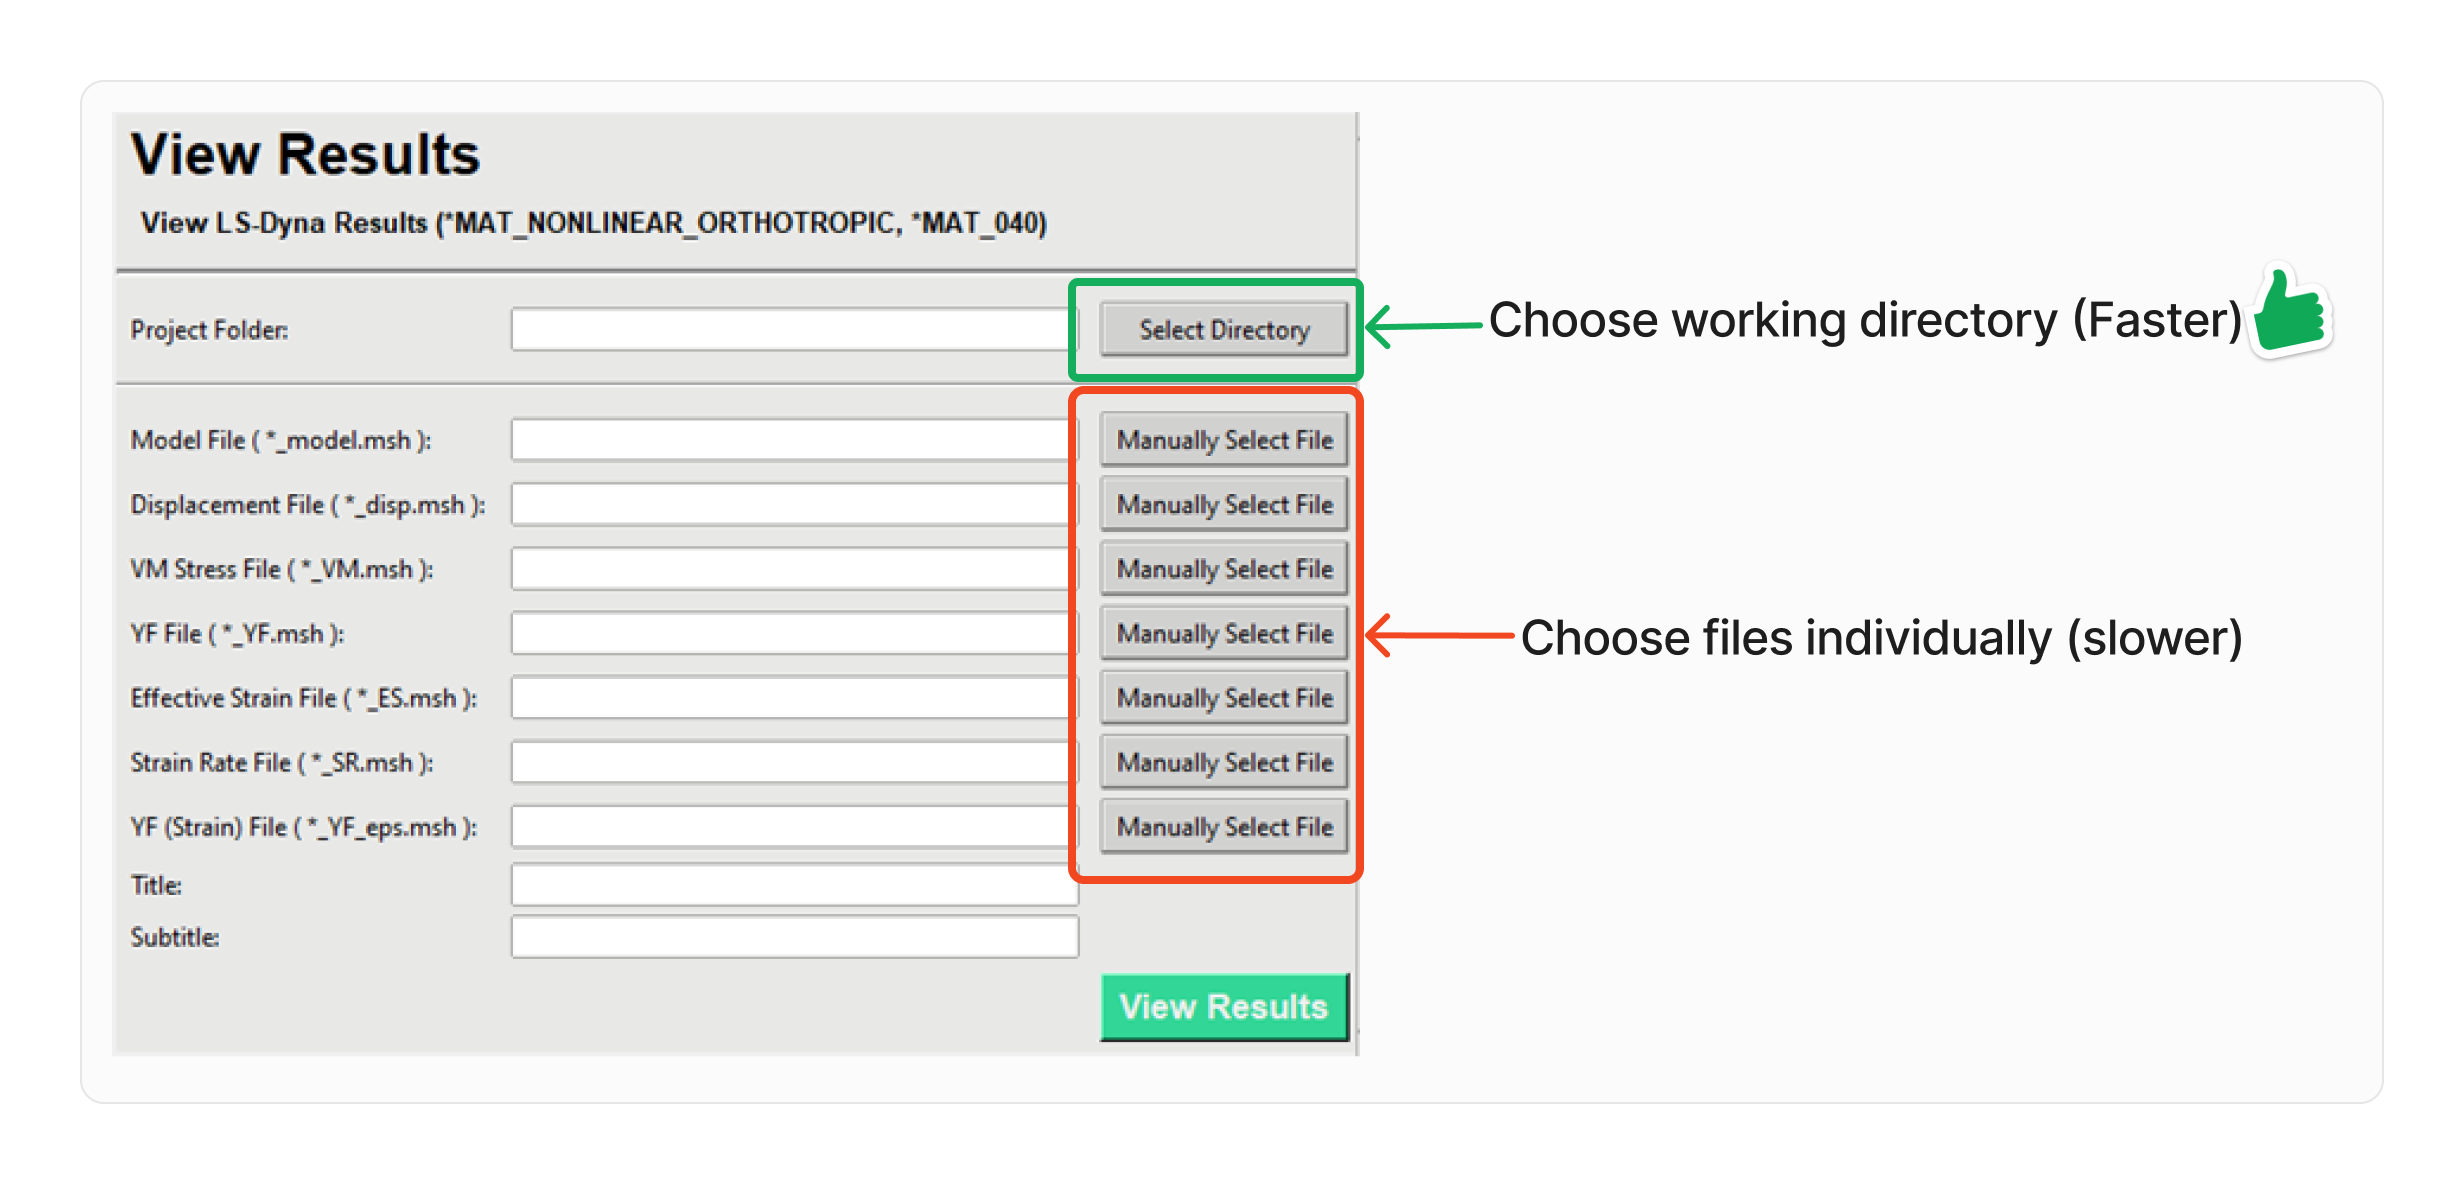 View Results
View LS-Dyna Results (*MAT_NONLINEAR_ORTHOTROPIC, *MAT_040)
Project Folder:
Select Directory
Choose working directory (Faster)
Model File ( *_model.msh ):
Manually Select File
Displacement File ( *_disp.msh ):
Manually Select File
VM Stress File ( *_VM.msh ):
Manually Select File
YF File ( *_YF.msh ):
Manually Select File
Choose files individually (slower)
Effective Strain File ( *_ES.msh ):
Manually Select File
Strain Rate File ( *_SR.msh ):
Manually Select File
YF (Strain) File ( *_YF_eps.msh ):
Manually Select File
Title:
Subtitle:
View Results